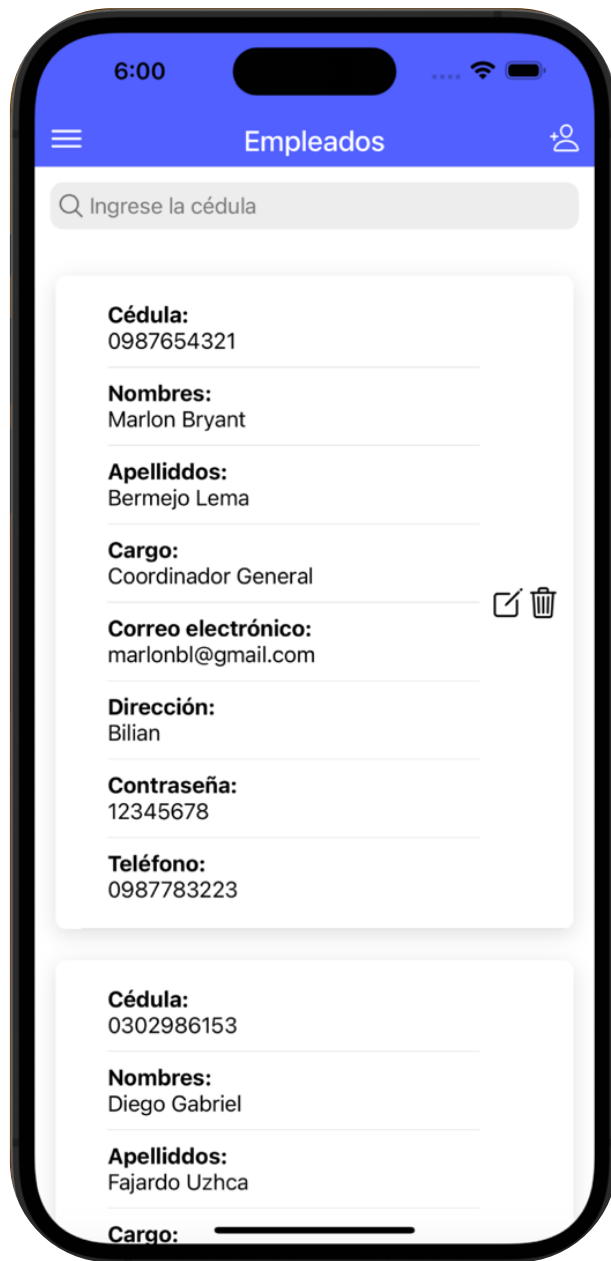 6:00
Empleados
Ingrese la cédula
Cédula:
0987654321
Nombres:
Marlon Bryant
Apelliddos:
Bermejo Lema
Cargo:
Coordinador General
Correo electrónico:
marlonbl@gmail.com
Dirección:
Bilian
Contraseña:
12345678
Teléfono:
0987783223
Cédula:
0302986153
Nombres:
Diego Gabriel
Apelliddos:
Fajardo Uzhca
Cargo: